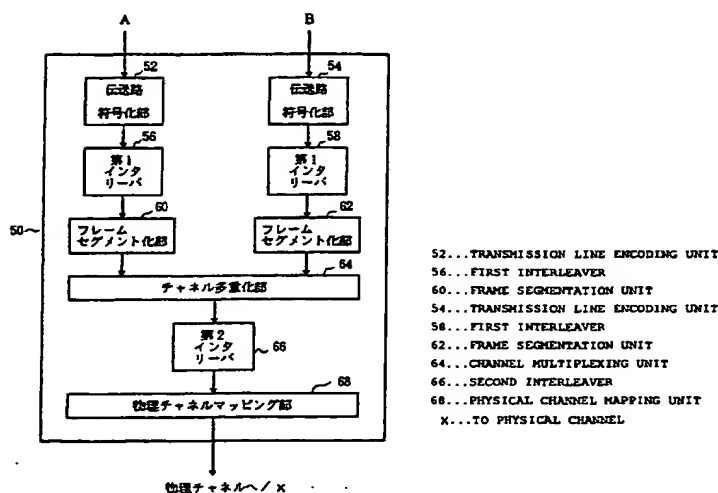 A B
52 54
伝送路
符号化部
伝送路
符号化部
56 58
第1
インタ
リーバ
第1
インタ
リーバ
60 62
50
フレーム
セグメント化部
フレーム
セグメント化部
64
チャネル多重化部
第2
インタ
リーバ
66
68
物理チャネルマッピング部
物理チャネルへ/ X
52...TRANSMISSION LINE ENCODING UNIT
56...FIRST INTERLEAVER
60...FRAME SEGMENTATION UNIT
54...TRANSMISSION LINE ENCODING UNIT
58...FIRST INTERLEAVER
62...FRAME SEGMENTATION UNIT
64...CHANNEL MULTIPLEXING UNIT
66...SECOND INTERLEAVER
68...PHYSICAL CHANNEL MAPPING UNIT
X...TO PHYSICAL CHANNEL